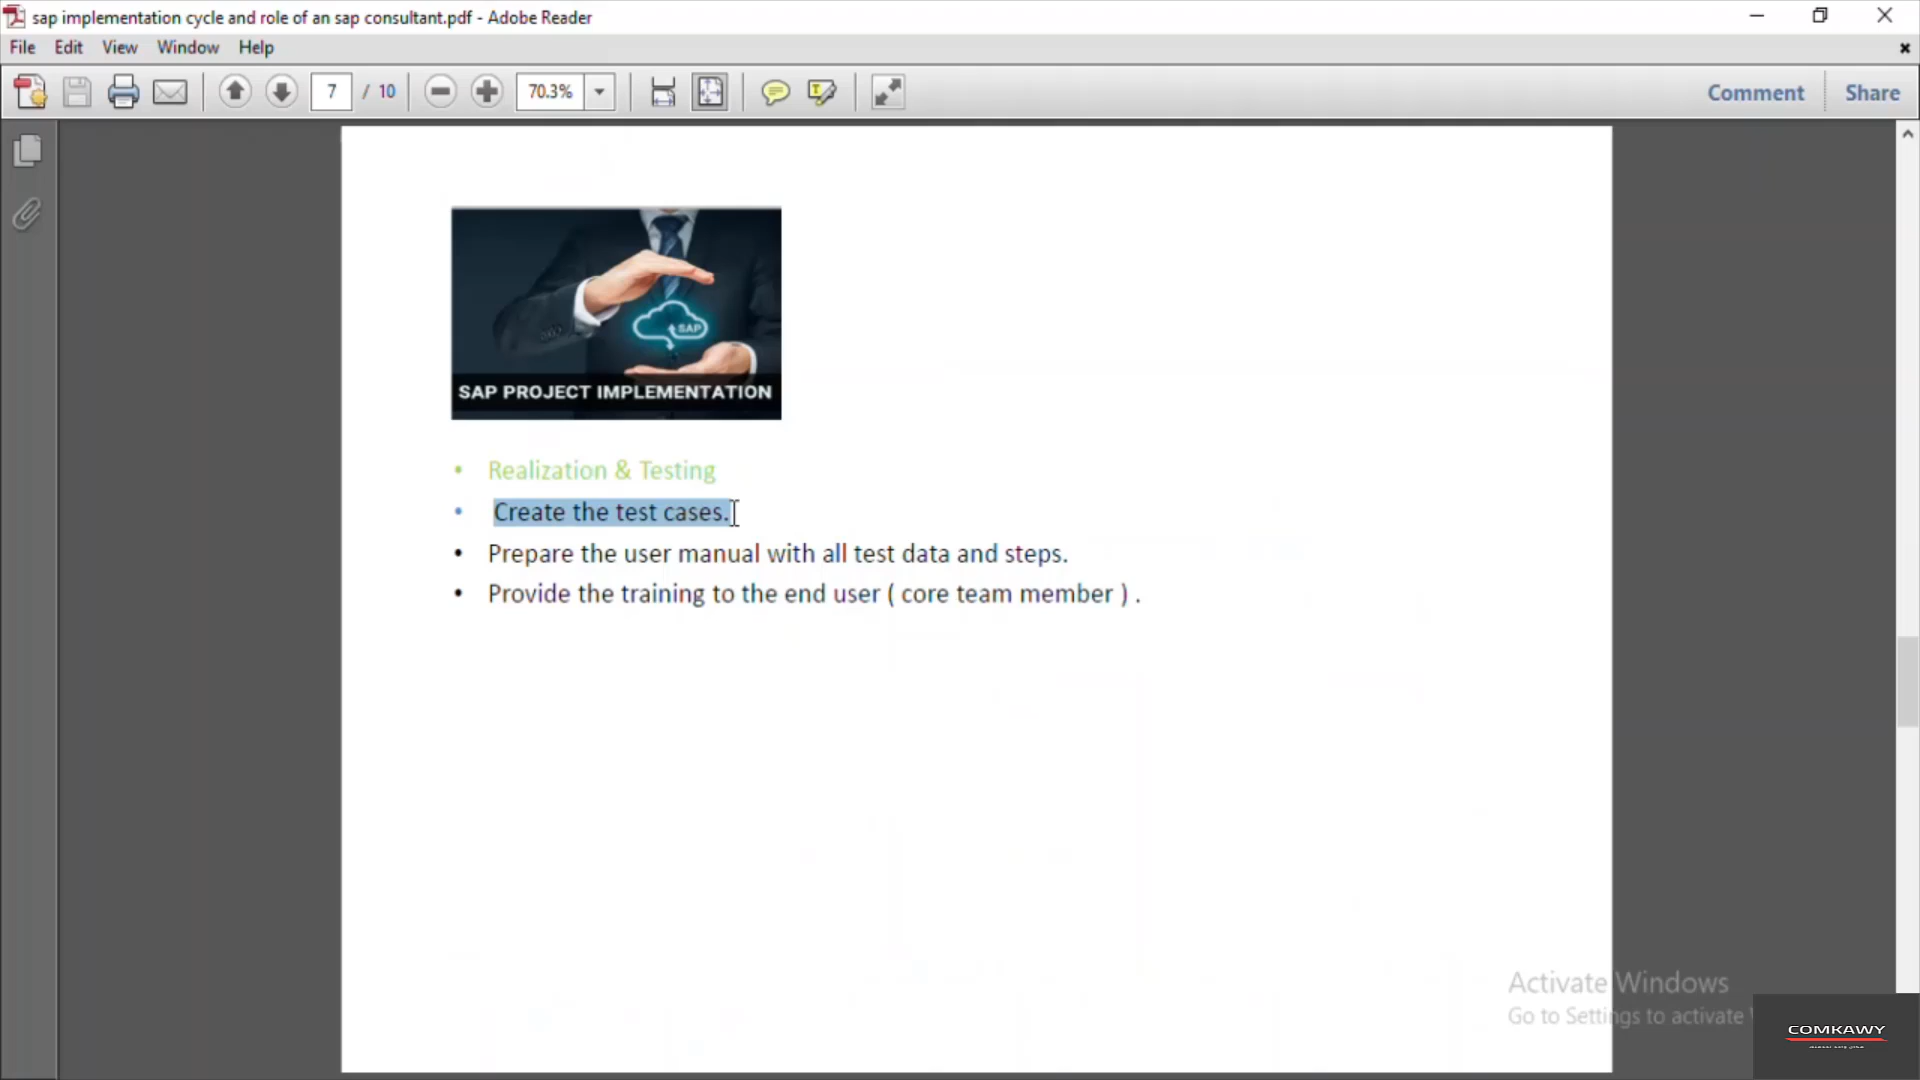 sap implementation cycle and role of an sap consultant.pdf - Adobe Reader
File Edit View Window Help
7 / 10 70.3% Comment Share
SAP
SAP PROJECT IMPLEMENTATION
• Realization & Testing
• Create the test cases.
• Prepare the user manual with all test data and steps.
• Provide the training to the end user ( core team member ) .
Activate Windows
Go to Settings to activate
COMKAWY